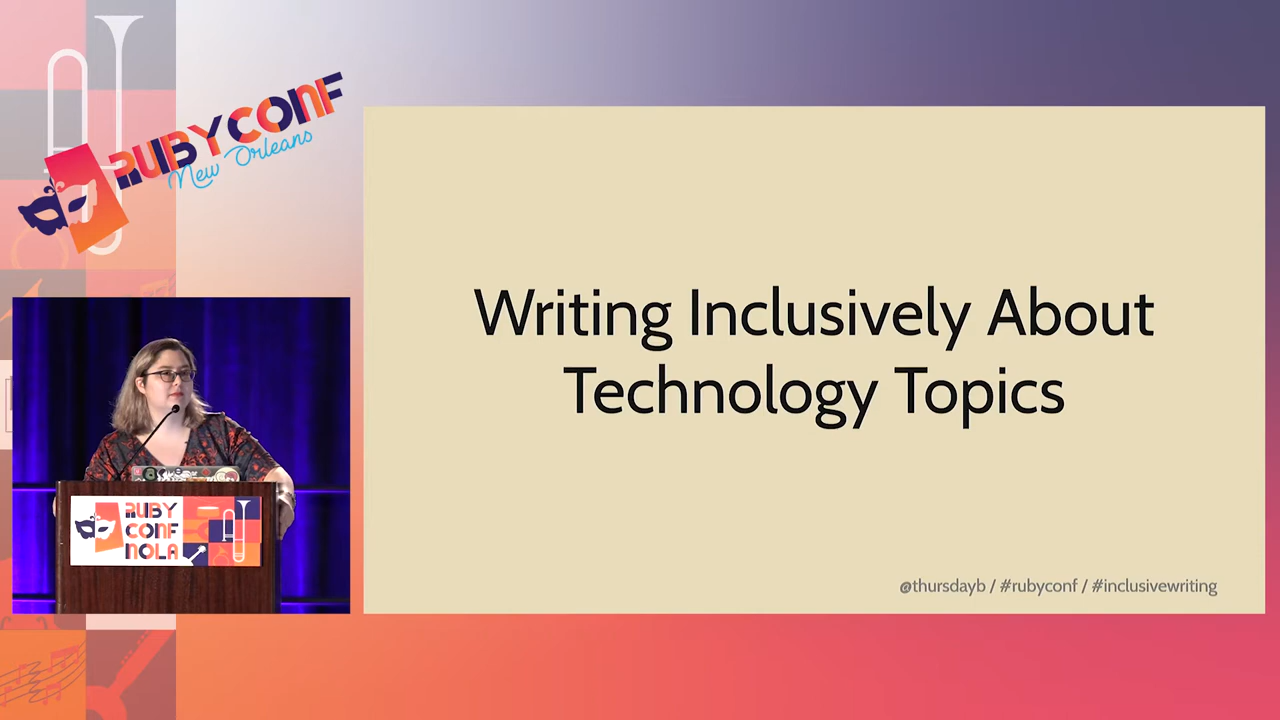 RUBYCONF
New Orleans
Writing Inclusively About
Technology Topics
RUBY
CONF
NOLA
@thursdayb / #rubyconf / #inclusivewriting